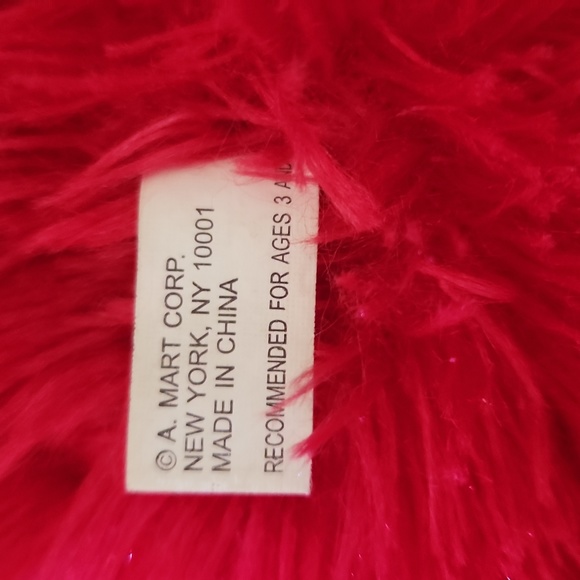 © A. MART CORP.
NEW YORK, NY 10001
MADE IN CHINA
RECOMMENDED FOR AGES 3